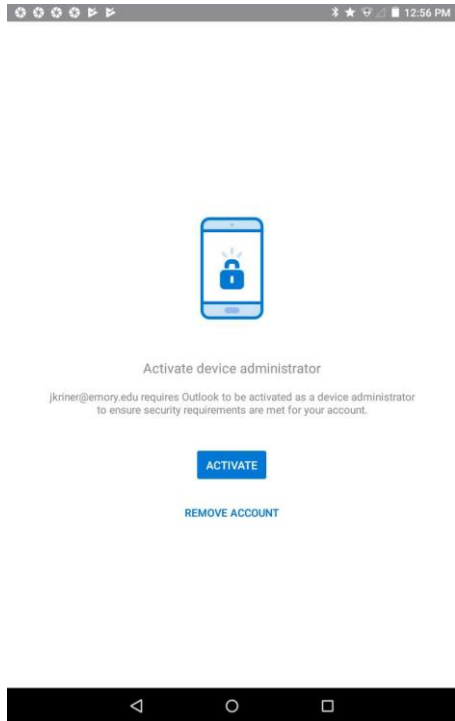 12:56 PM
Activate device administrator
jkriner@emory.edu requires Outlook to be activated as a device administrator
to ensure security requirements are met for your account.
ACTIVATE
REMOVE ACCOUNT